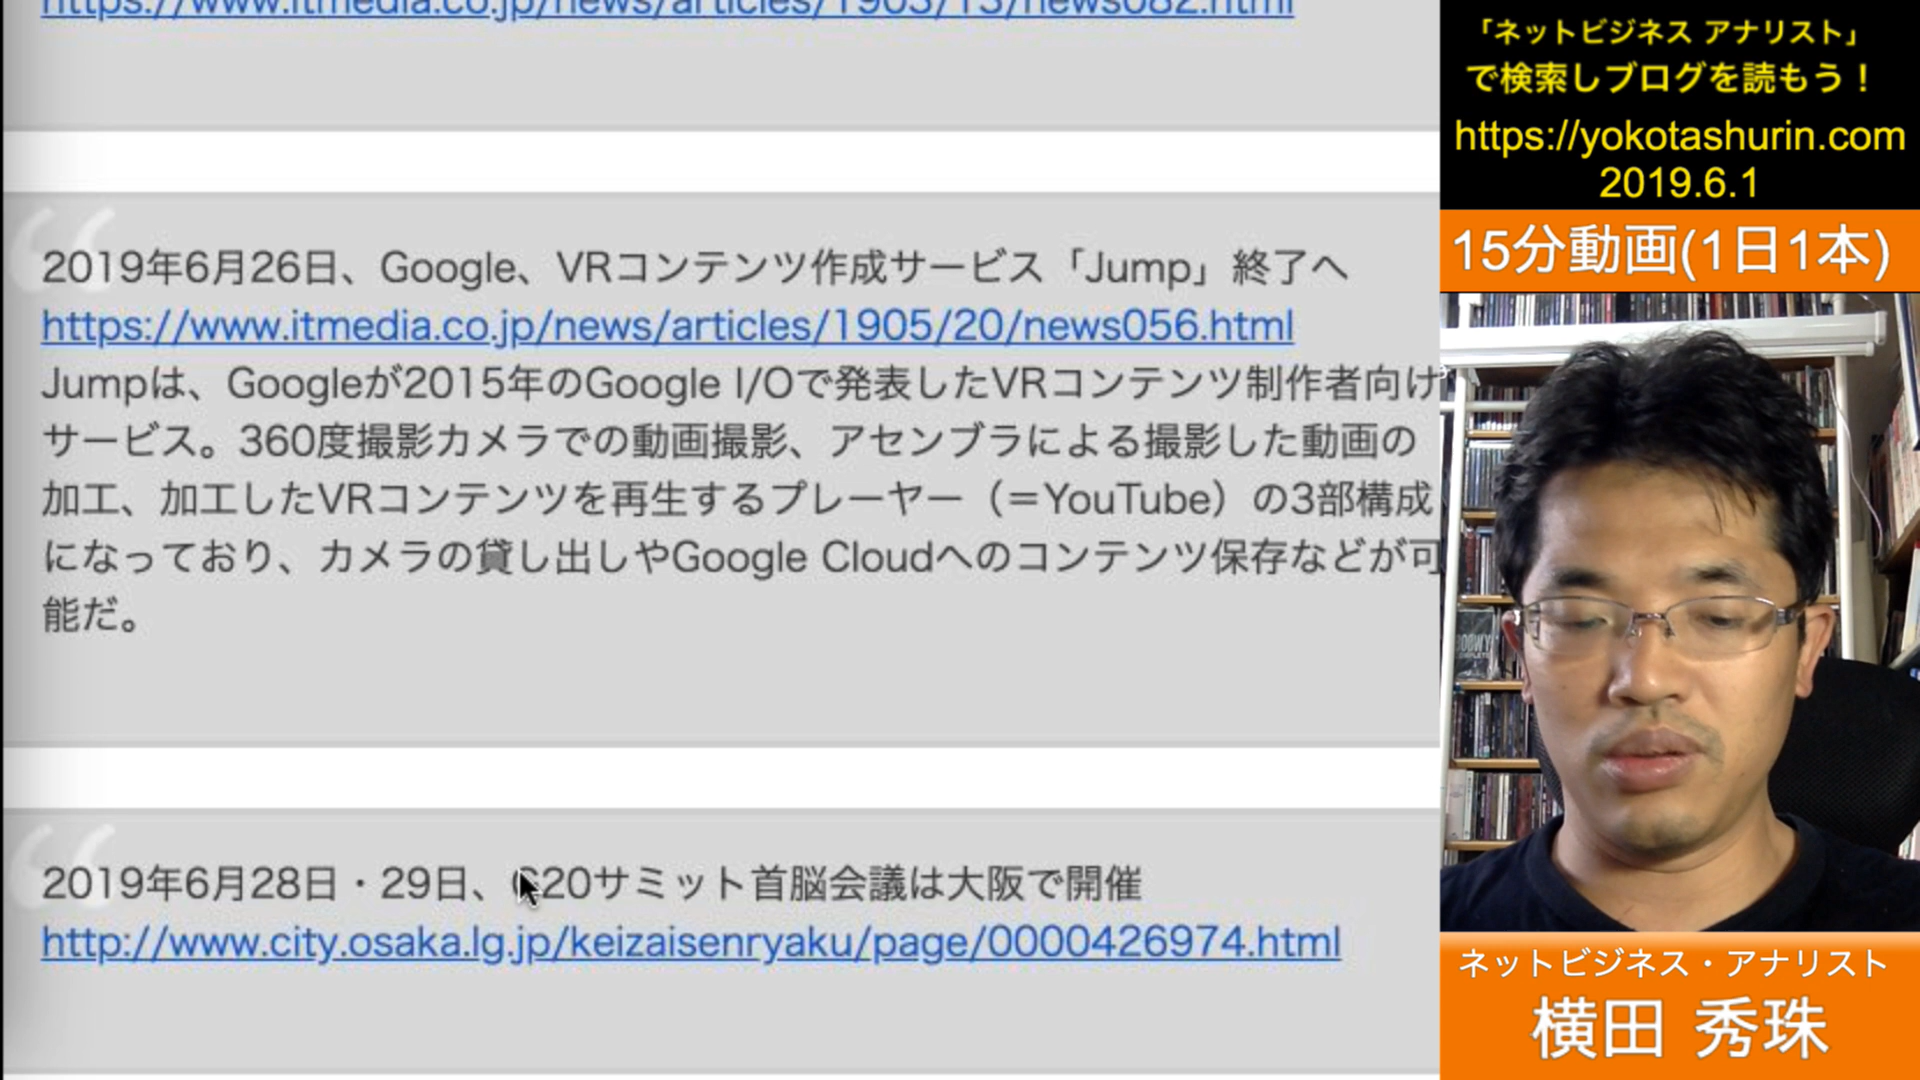 https://www.itmedia.co.jp/news/articles/1903/13/news082.html
2019年6月26日、Google、VRコンテンツ作成サービス「Jump」終了へ
https://www.itmedia.co.jp/news/articles/1905/20/news056.html
Jumpは、Googleが2015年のGoogle I/Oで発表したVRコンテンツ制作者向け
サービス。360度撮影カメラでの動画撮影、アセンブラによる撮影した動画の
加工、加工したVRコンテンツを再生するプレーヤー（＝YouTube）の3部構成
になっており、カメラの貸し出しやGoogle Cloudへのコンテンツ保存などが可
能だ。
2019年6月28日・29日、G20サミット首脳会議は大阪で開催
http://www.city.osaka.lg.jp/keizaisenryaku/page/0000426974.html
「ネットビジネス アナリスト」
で検索しブログを読もう！
https://yokotashurin.com
2019.6.1
15分動画(1日1本)
BOØWY
COMPLETE
ネットビジネス・アナリスト
横田 秀珠